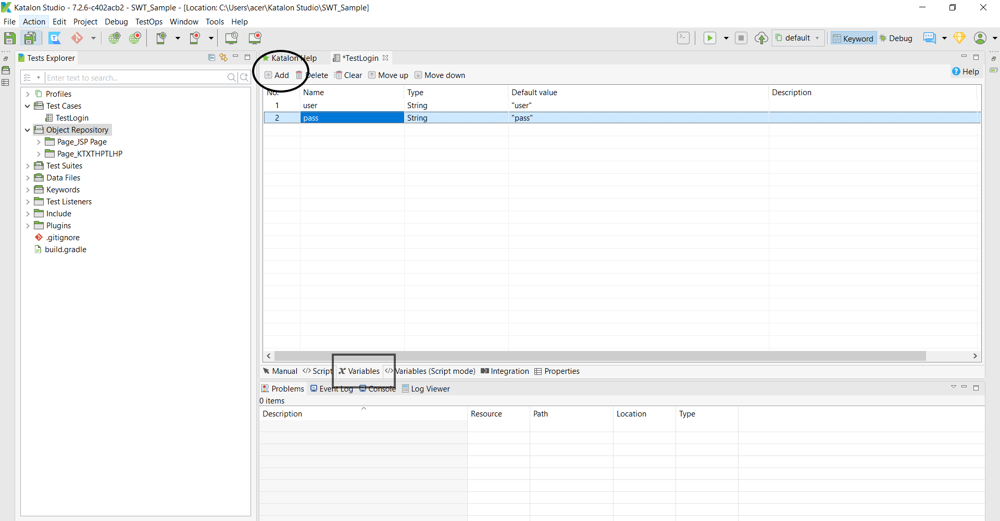 Katalon Studio - 7.2.6-c402acb2 - SWT_Sample - [Location: C:\Users\acer\Katalon Studio\SWT_Sample]
File Action Edit Project Debug TestOps Window Tools Help
default Keyword Debug
Tests Explorer
Enter text to search...
Profiles
Test Cases
TestLogin
Object Repository
Page_JSP Page
Page_KTXTHPTLHP
Test Suites
Data Files
Keywords
Test Listeners
Include
Plugins
.gitignore
build.gradle
Katalon Help *TestLogin
Add Delete Clear Move up Move down Help
No. Name Type Default value Description
1 user String "user"
2 pass String "pass"
Manual Script Variables Variables (Script mode) Integration Properties
Problems Event Log Console Log Viewer
0 items
Description Resource Path Location Type